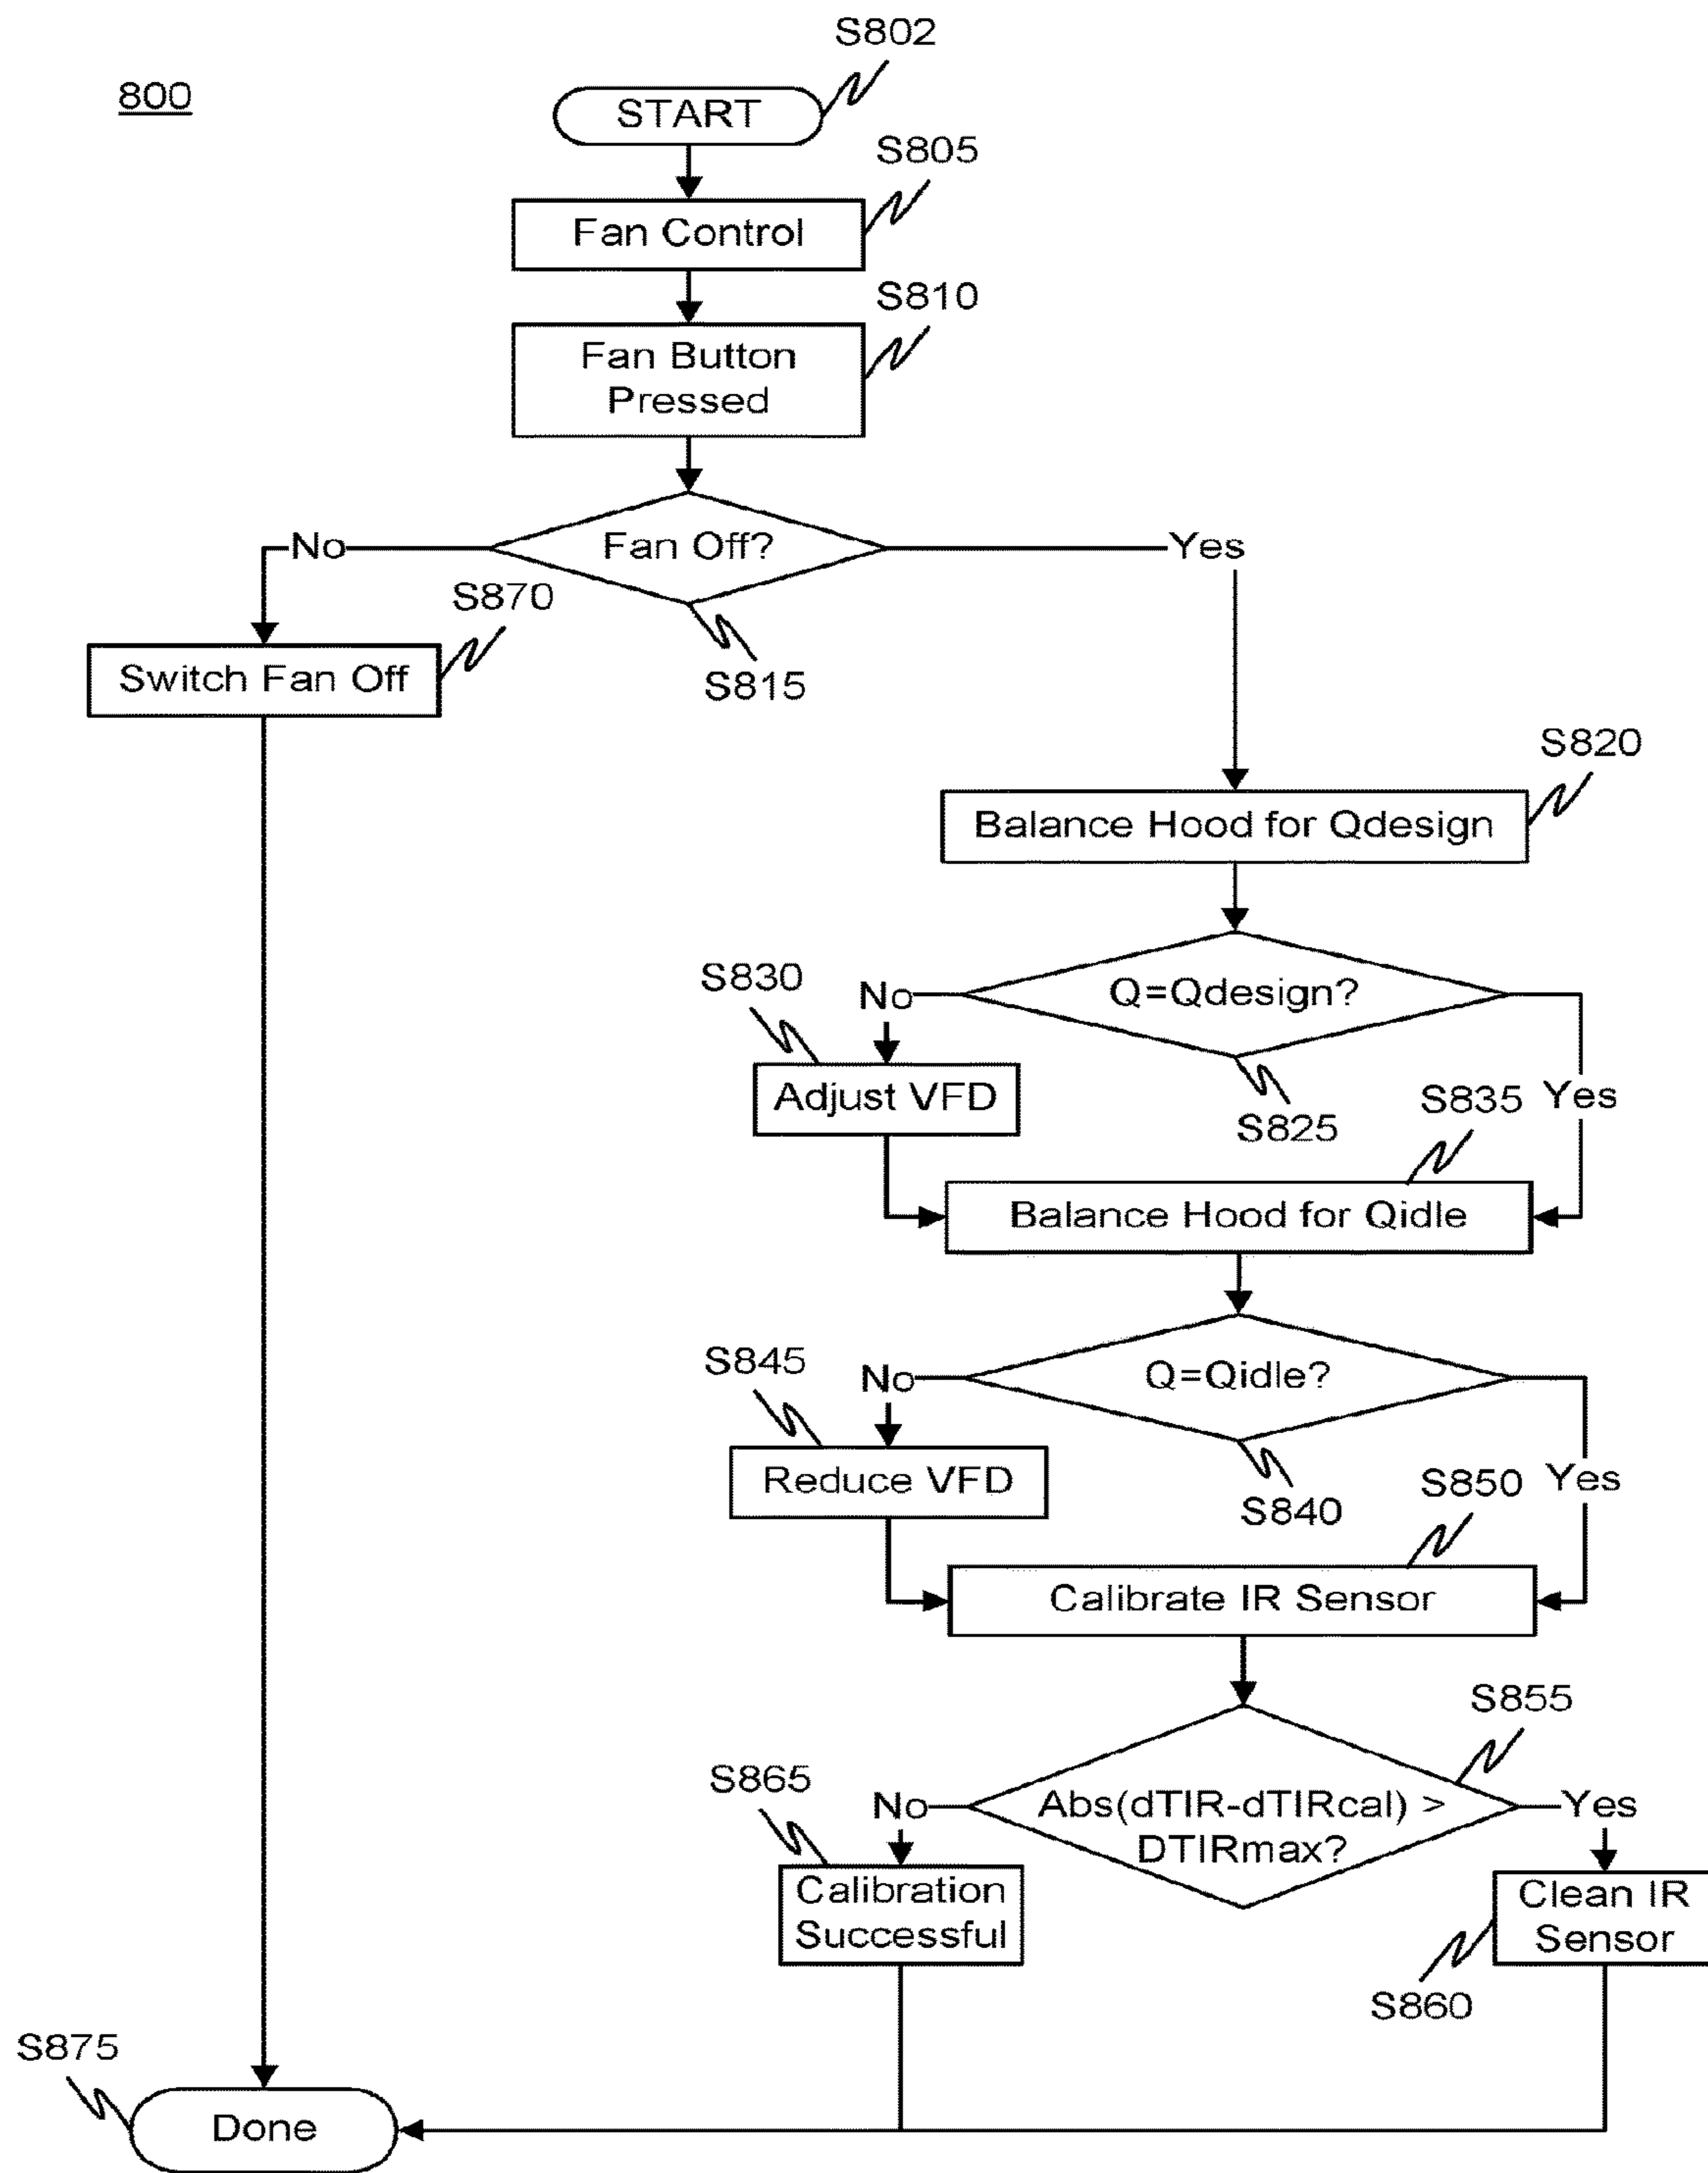 800
S802
START
S805
Fan Control
S810
Fan Button
Pressed
No
Fan Off?
Yes
S870
S815
Switch Fan Off
S820
Balance Hood for Qdesign
S830
No
Q=Qdesign?
Adjust VFD
S825
S835
Yes
Balance Hood for Qidle
S845
No
Q=Qidle?
Reduce VFD
S840
S850
Yes
Calibrate IR Sensor
S855
S865
No
Abs(dTIR-dTIRcal) >
DTIRmax?
Yes
Calibration
Successful
Clean IR
Sensor
S860
S875
Done